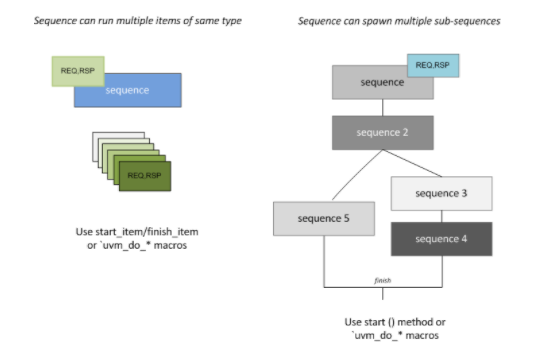 Sequence can run multiple items of same type
REQ,RSP
sequence
REQ,RSP
Use start_item/finish_item
or `uvm_do_* macros
Sequence can spawn multiple sub-sequences
REQ,RSP
sequence
sequence 2
sequence 3
sequence 5
sequence 4
finish
Use start () method or
`uvm_do_* macros